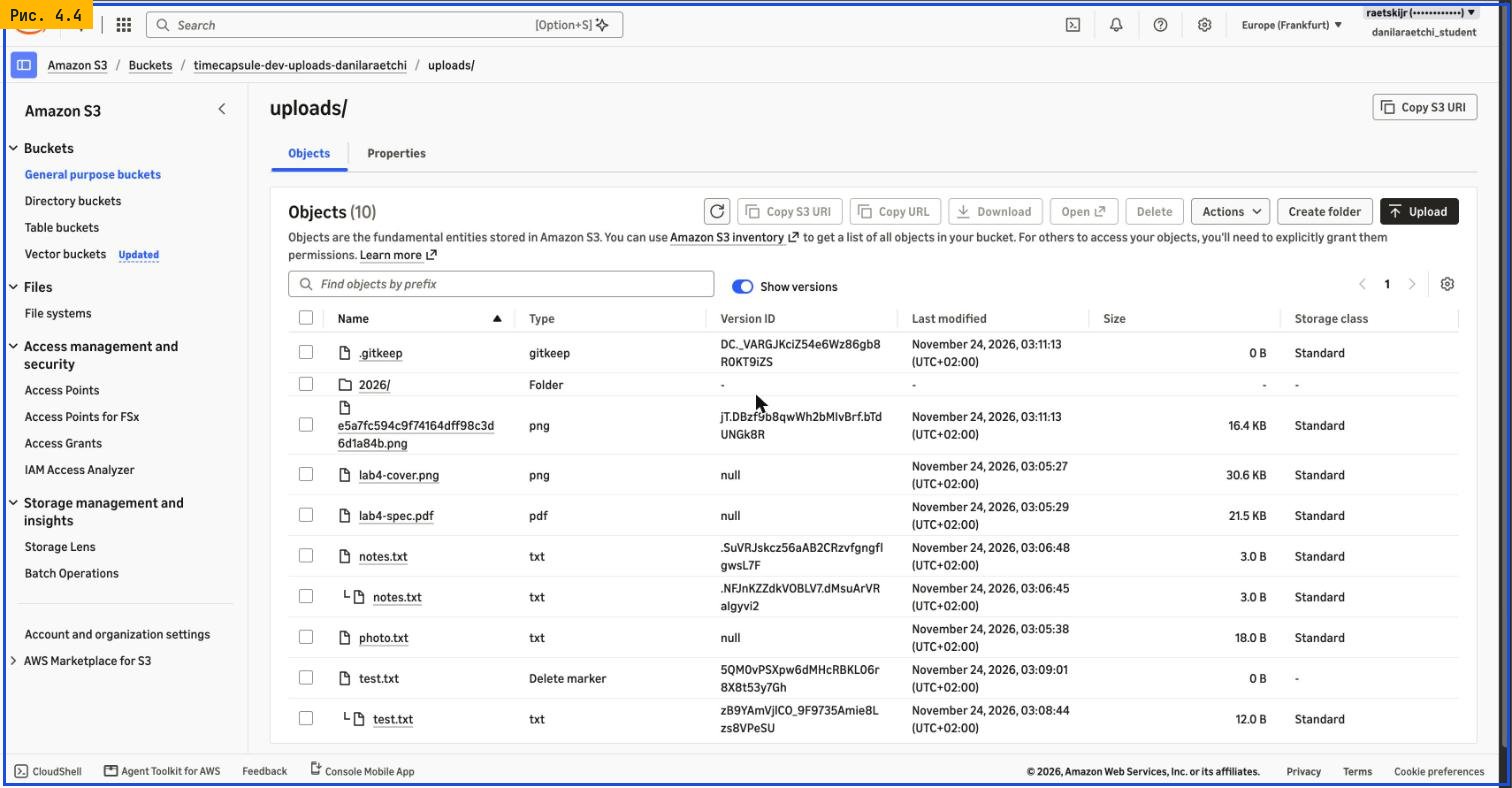 Рис. 4.4
Search
[Option+S]
Europe (Frankfurt)
raetskijr (••••••••••••)
danilaraetchi_student
Amazon S3 / Buckets / timecapsule-dev-uploads-danilaraetchi / uploads/
Amazon S3
Buckets
General purpose buckets
Directory buckets
Table buckets
Vector buckets Updated
Files
File systems
Access management and
security
Access Points
Access Points for FSx
Access Grants
IAM Access Analyzer
Storage management and
insights
Storage Lens
Batch Operations
Account and organization settings
AWS Marketplace for S3
uploads/
Copy S3 URI
Objects
Properties
Objects (10)
Copy S3 URI
Copy URL
Download
Open
Delete
Actions
Create folder
Upload
Objects are the fundamental entities stored in Amazon S3. You can use Amazon S3 inventory to get a list of all objects in your bucket. For others to access your objects, you'll need to explicitly grant them
permissions. Learn more
Find objects by prefix
Show versions
1
Name Type Version ID Last modified Size Storage class
.gitkeep gitkeep DC._VARGJKciZ54e6Wz86gb8 November 24, 2026, 03:11:13 0 B Standard
R0KT9iZS (UTC+02:00)
2026/ Folder - - - -
e5a7fc594c9f74164dff98c3d png jT.DBzf9b8qwWh2bMIvBrf.bTd November 24, 2026, 03:11:13 16.4 KB Standard
6d1a84b.png UNGk8R (UTC+02:00)
lab4-cover.png png null November 24, 2026, 03:05:27 30.6 KB Standard
(UTC+02:00)
lab4-spec.pdf pdf null November 24, 2026, 03:05:29 21.5 KB Standard
(UTC+02:00)
notes.txt txt .SuVRJskcz56aAB2CRzvfgngfl November 24, 2026, 03:06:48 3.0 B Standard
gwsL7F (UTC+02:00)
notes.txt txt .NFJnKZZdkVOBLV7.dMsuArVR November 24, 2026, 03:06:45 3.0 B Standard
algyvi2 (UTC+02:00)
photo.txt txt null November 24, 2026, 03:05:38 18.0 B Standard
(UTC+02:00)
test.txt Delete marker 5QM0vPSXpw6dMHcRBKL06r November 24, 2026, 03:09:01 0 B -
8X8t53y7Gh (UTC+02:00)
test.txt txt zB9YAmVjlCO_9F9735Amie8L November 24, 2026, 03:08:44 12.0 B Standard
zs8VPeSU (UTC+02:00)
CloudShell
Agent Toolkit for AWS
Feedback
Console Mobile App
© 2026, Amazon Web Services, Inc. or its affiliates.
Privacy
Terms
Cookie preferences